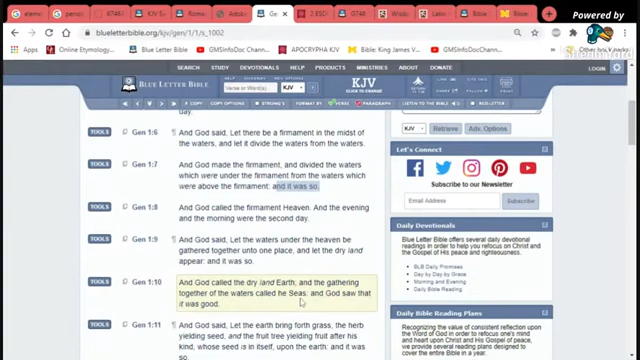 Powered by
blueletterbible.org/kjv/gen/1/1/s_1002
Online Etymology...
Blue Letter Bible
GMSinfoDocChann...
APOCRYPHA KJV
Bible: King James V
GMSinfoDocChann...
STUDY
SEARCH
DEVOTIONALS
HELP
PRODUCTS
MINISTRIES
ABOUT
DONATE
LOGIN
BLUE LETTER BIBLE
Verse or Word(s)
KJV
KJV
CLICK TO CHANGE
COPY
COPY OPTIONS
STRONG'S
FORMAT BY
VERSE
PARAGRAPH
LISTEN TO THE BIBLE
RED-LETTER
day.
TOOLS
Gen 1:6
¶ And God said, Let there be a firmament in the midst of
the waters, and let it divide the waters from the waters.
TOOLS
Gen 1:7
And God made the firmament, and divided the waters
which were under the firmament from the waters which
were above the firmament: and it was so.
TOOLS
Gen 1:8
And God called the firmament Heaven. And the evening
and the morning were the second day.
TOOLS
Gen 1:9
¶ And God said, Let the waters under the heaven be
gathered together unto one place, and let the dry land
appear: and it was so.
TOOLS
Gen 1:10
And God called the dry land Earth; and the gathering
together of the waters called he Seas: and God saw that
it was good.
TOOLS
Gen 1:11
¶ And God said, Let the earth bring forth grass, the herb
yielding seed, and the fruit tree yielding fruit after his
kind, whose seed is in itself, upon the earth: and it was
so.
KJV
Retrieve
Adv. Options
Let's Connect
Subscribe to our Newsletter
Email Address
Subscribe
Daily Devotionals
Blue Letter Bible offers several daily devotional
readings in order to help you refocus on Christ and
the Gospel of His peace and righteousness.
BLB Daily Promises
Day by Day by Grace
Morning and Evening
Daily Bible Reading
Daily Bible Reading Plans
Recognizing the value of consistent reflection upon
the Word of God in order to refocus one's mind and
heart upon Christ and His Gospel of peace, we
provide several reading plans designed to
cover the entire Bible